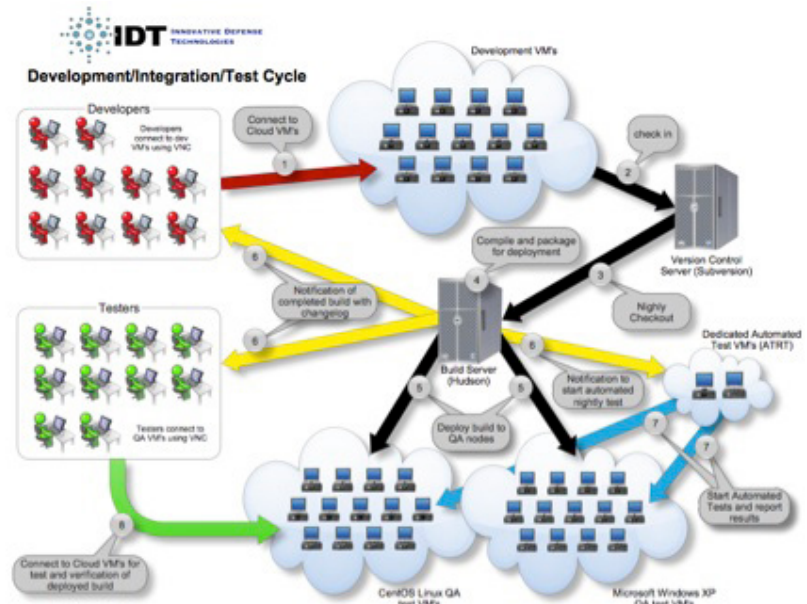 IDT INNOVATIVE DEFENSE
TECHNOLOGIES
Development/Integration/Test Cycle
Developers
Developers
connect to dev
VM's using VNC
Connect to
Cloud VM's
1
Development VM's
check in
2
Version Control
Server (Subversion)
3
Nighly
Checkout
Compile and package
for deployment
4
Build Server
(Hudson)
6
Notification of
completed build with
changelog
6
Testers
Testers connect to
QA VM's using VNC
5
5
Deploy build to
QA nodes
6
Notification to
start automated
nightly test
Dedicated Automated
Test VM's (ATRT)
7
7
Start Automated
Tests and report
results
8
Connect to Cloud VM's for
test and verification of
deployed build
CentOS Linux QA
test VM's
Microsoft Windows XP
QA test VM's